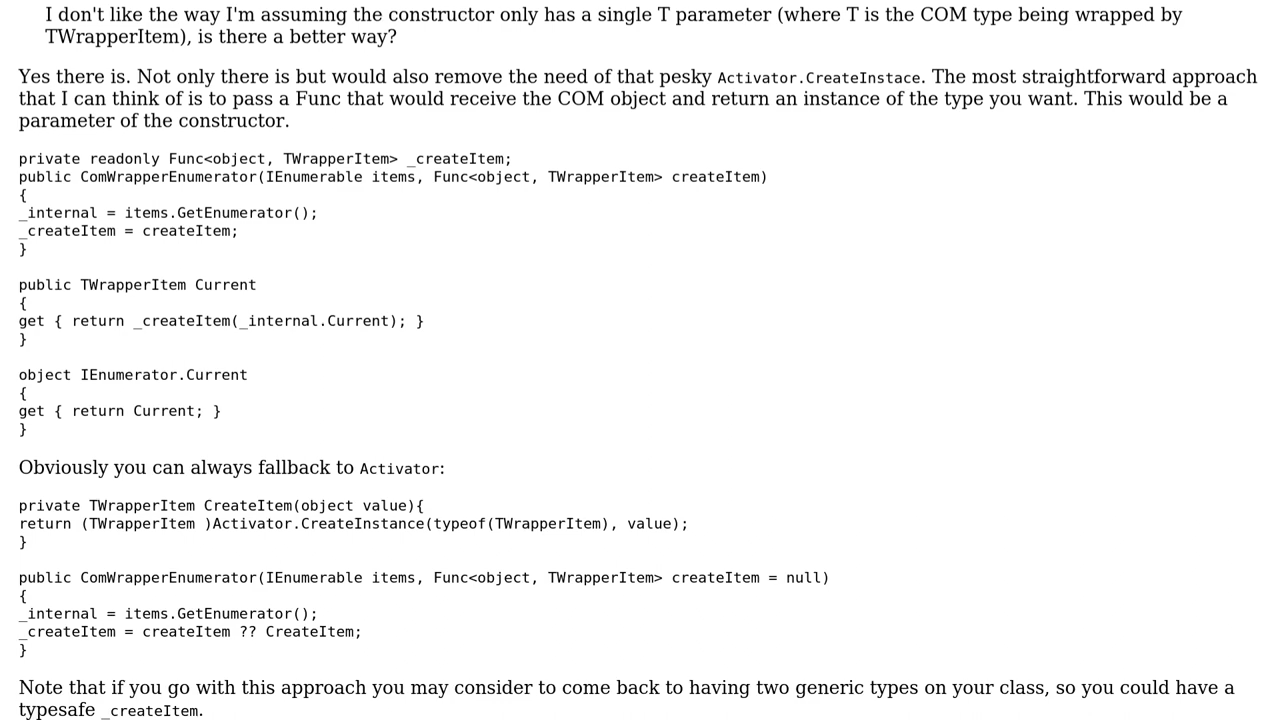 I don't like the way I'm assuming the constructor only has a single T parameter (where T is the COM type being wrapped by
TWrapperItem), is there a better way?
Yes there is. Not only there is but would also remove the need of that pesky Activator.CreateInstace. The most straightforward approach
that I can think of is to pass a Func that would receive the COM object and return an instance of the type you want. This would be a
parameter of the constructor.
private readonly Func<object, TWrapperItem> _createItem;
public ComWrapperEnumerator(IEnumerable items, Func<object, TWrapperItem> createItem)
{
_internal = items.GetEnumerator();
_createItem = createItem;
}
public TWrapperItem Current
{
get { return _createItem(_internal.Current); }
}
object IEnumerator.Current
{
get { return Current; }
}
Obviously you can always fallback to Activator:
private TWrapperItem CreateItem(object value){
return (TWrapperItem )Activator.CreateInstance(typeof(TWrapperItem), value);
}
public ComWrapperEnumerator(IEnumerable items, Func<object, TWrapperItem> createItem = null)
{
_internal = items.GetEnumerator();
_createItem = createItem ?? CreateItem;
}
Note that if you go with this approach you may consider to come back to having two generic types on your class, so you could have a
typesafe _createItem.